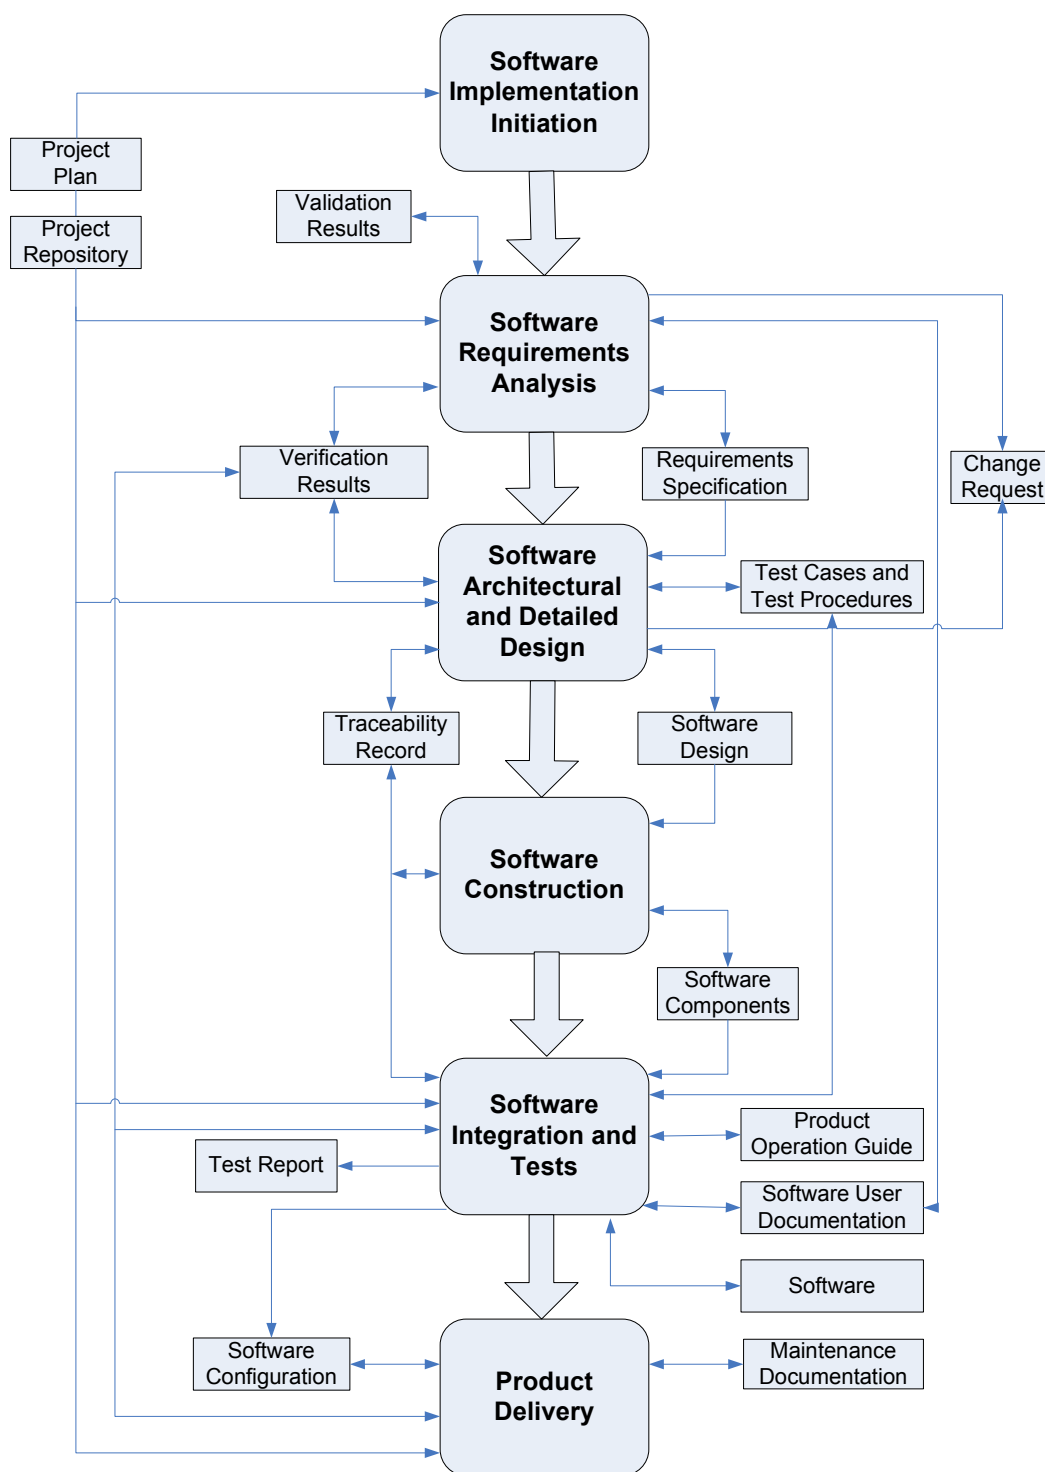 Software
Implementation
Initiation
Project
Plan
Project
Repository
Validation
Results
Software
Requirements
Analysis
Verification
Results
Requirements
Specification
Change
Request
Software
Architectural
and Detailed
Design
Test Cases and
Test Procedures
Traceability
Record
Software
Design
Software
Construction
Software
Components
Software
Integration and
Tests
Product
Operation Guide
Test Report
Software User
Documentation
Software
Software
Configuration
Product
Delivery
Maintenance
Documentation